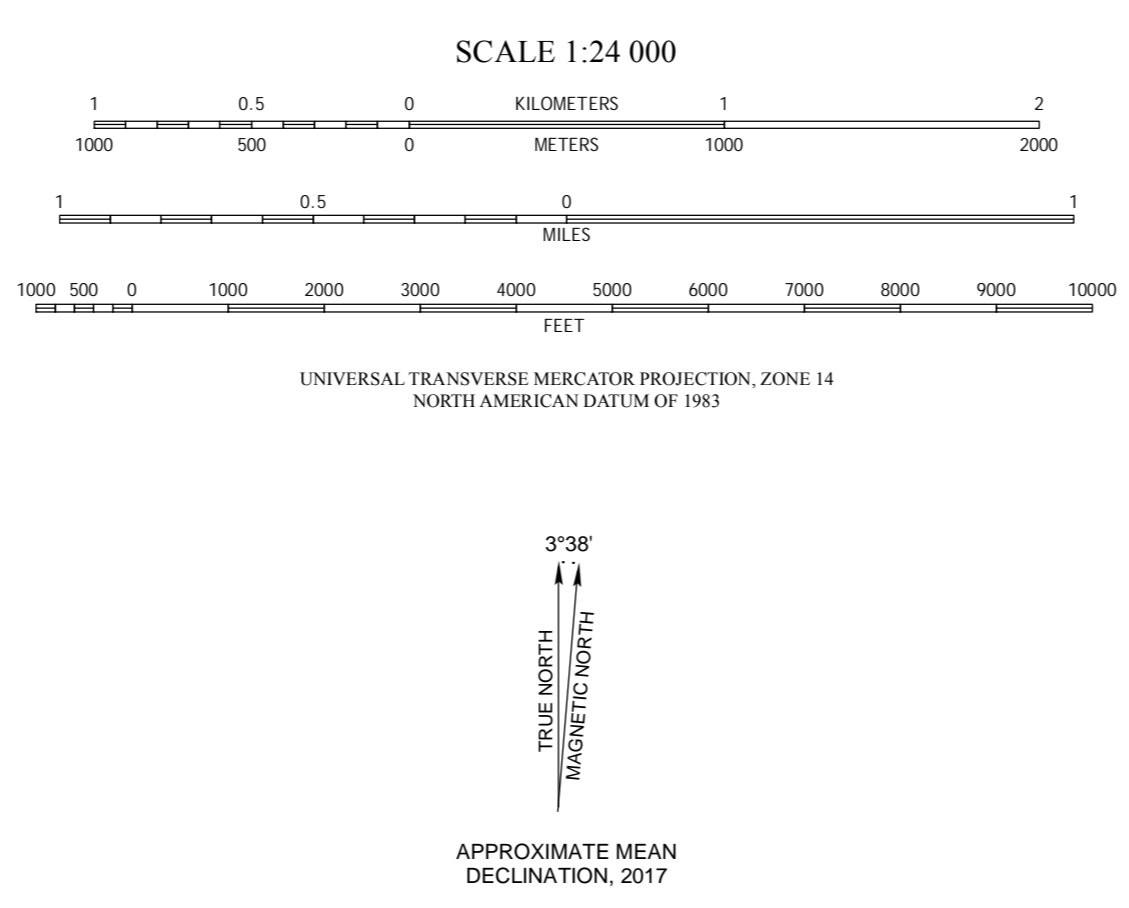 SCALE 1:24 000
1 0.5 0 KILOMETERS 1 2
1000 500 0 METERS 1000 2000
1 0.5 0 1
MILES
1000 500 0 1000 2000 3000 4000 5000 6000 7000 8000 9000 10000
FEET
UNIVERSAL TRANSVERSE MERCATOR PROJECTION, ZONE 14
NORTH AMERICAN DATUM OF 1983
3°38'
TRUE NORTH
MAGNETIC NORTH
APPROXIMATE MEAN
DECLINATION, 2017